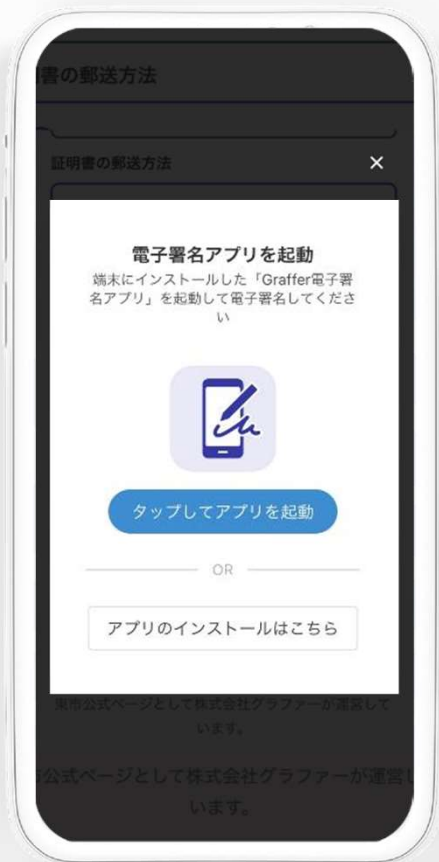 書の郵送方法
証明書の郵送方法
×
電子署名アプリを起動
端末にインストールした「Graffer電子署
名アプリ」を起動して電子署名してくださ
い
タップしてアプリを起動
OR
アプリのインストールはこちら
東市公式ページとして株式会社グラファーが運営して
います。
公式ページとして株式会社グラファーが運営し
います。